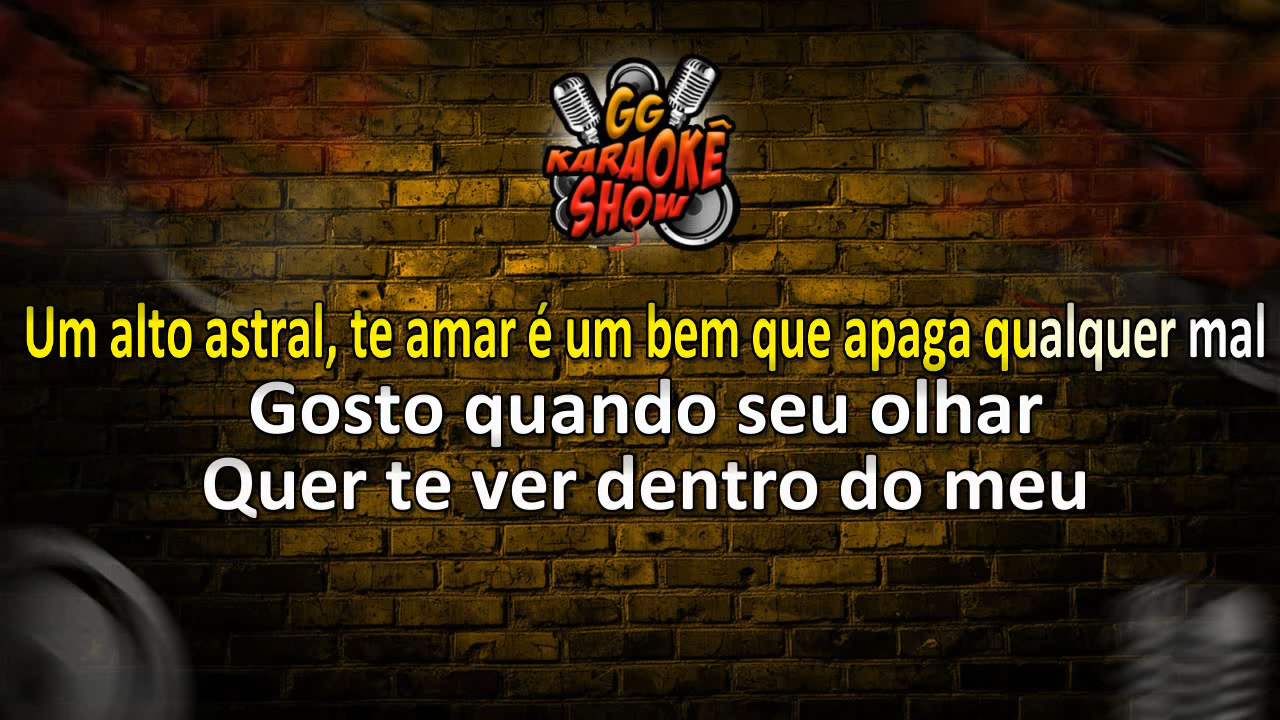 GG
KARAOKÊ
SHOW
Um alto astral, te amar é um bem que apaga qualquer mal
Gosto quando seu olhar
Quer te ver dentro do meu